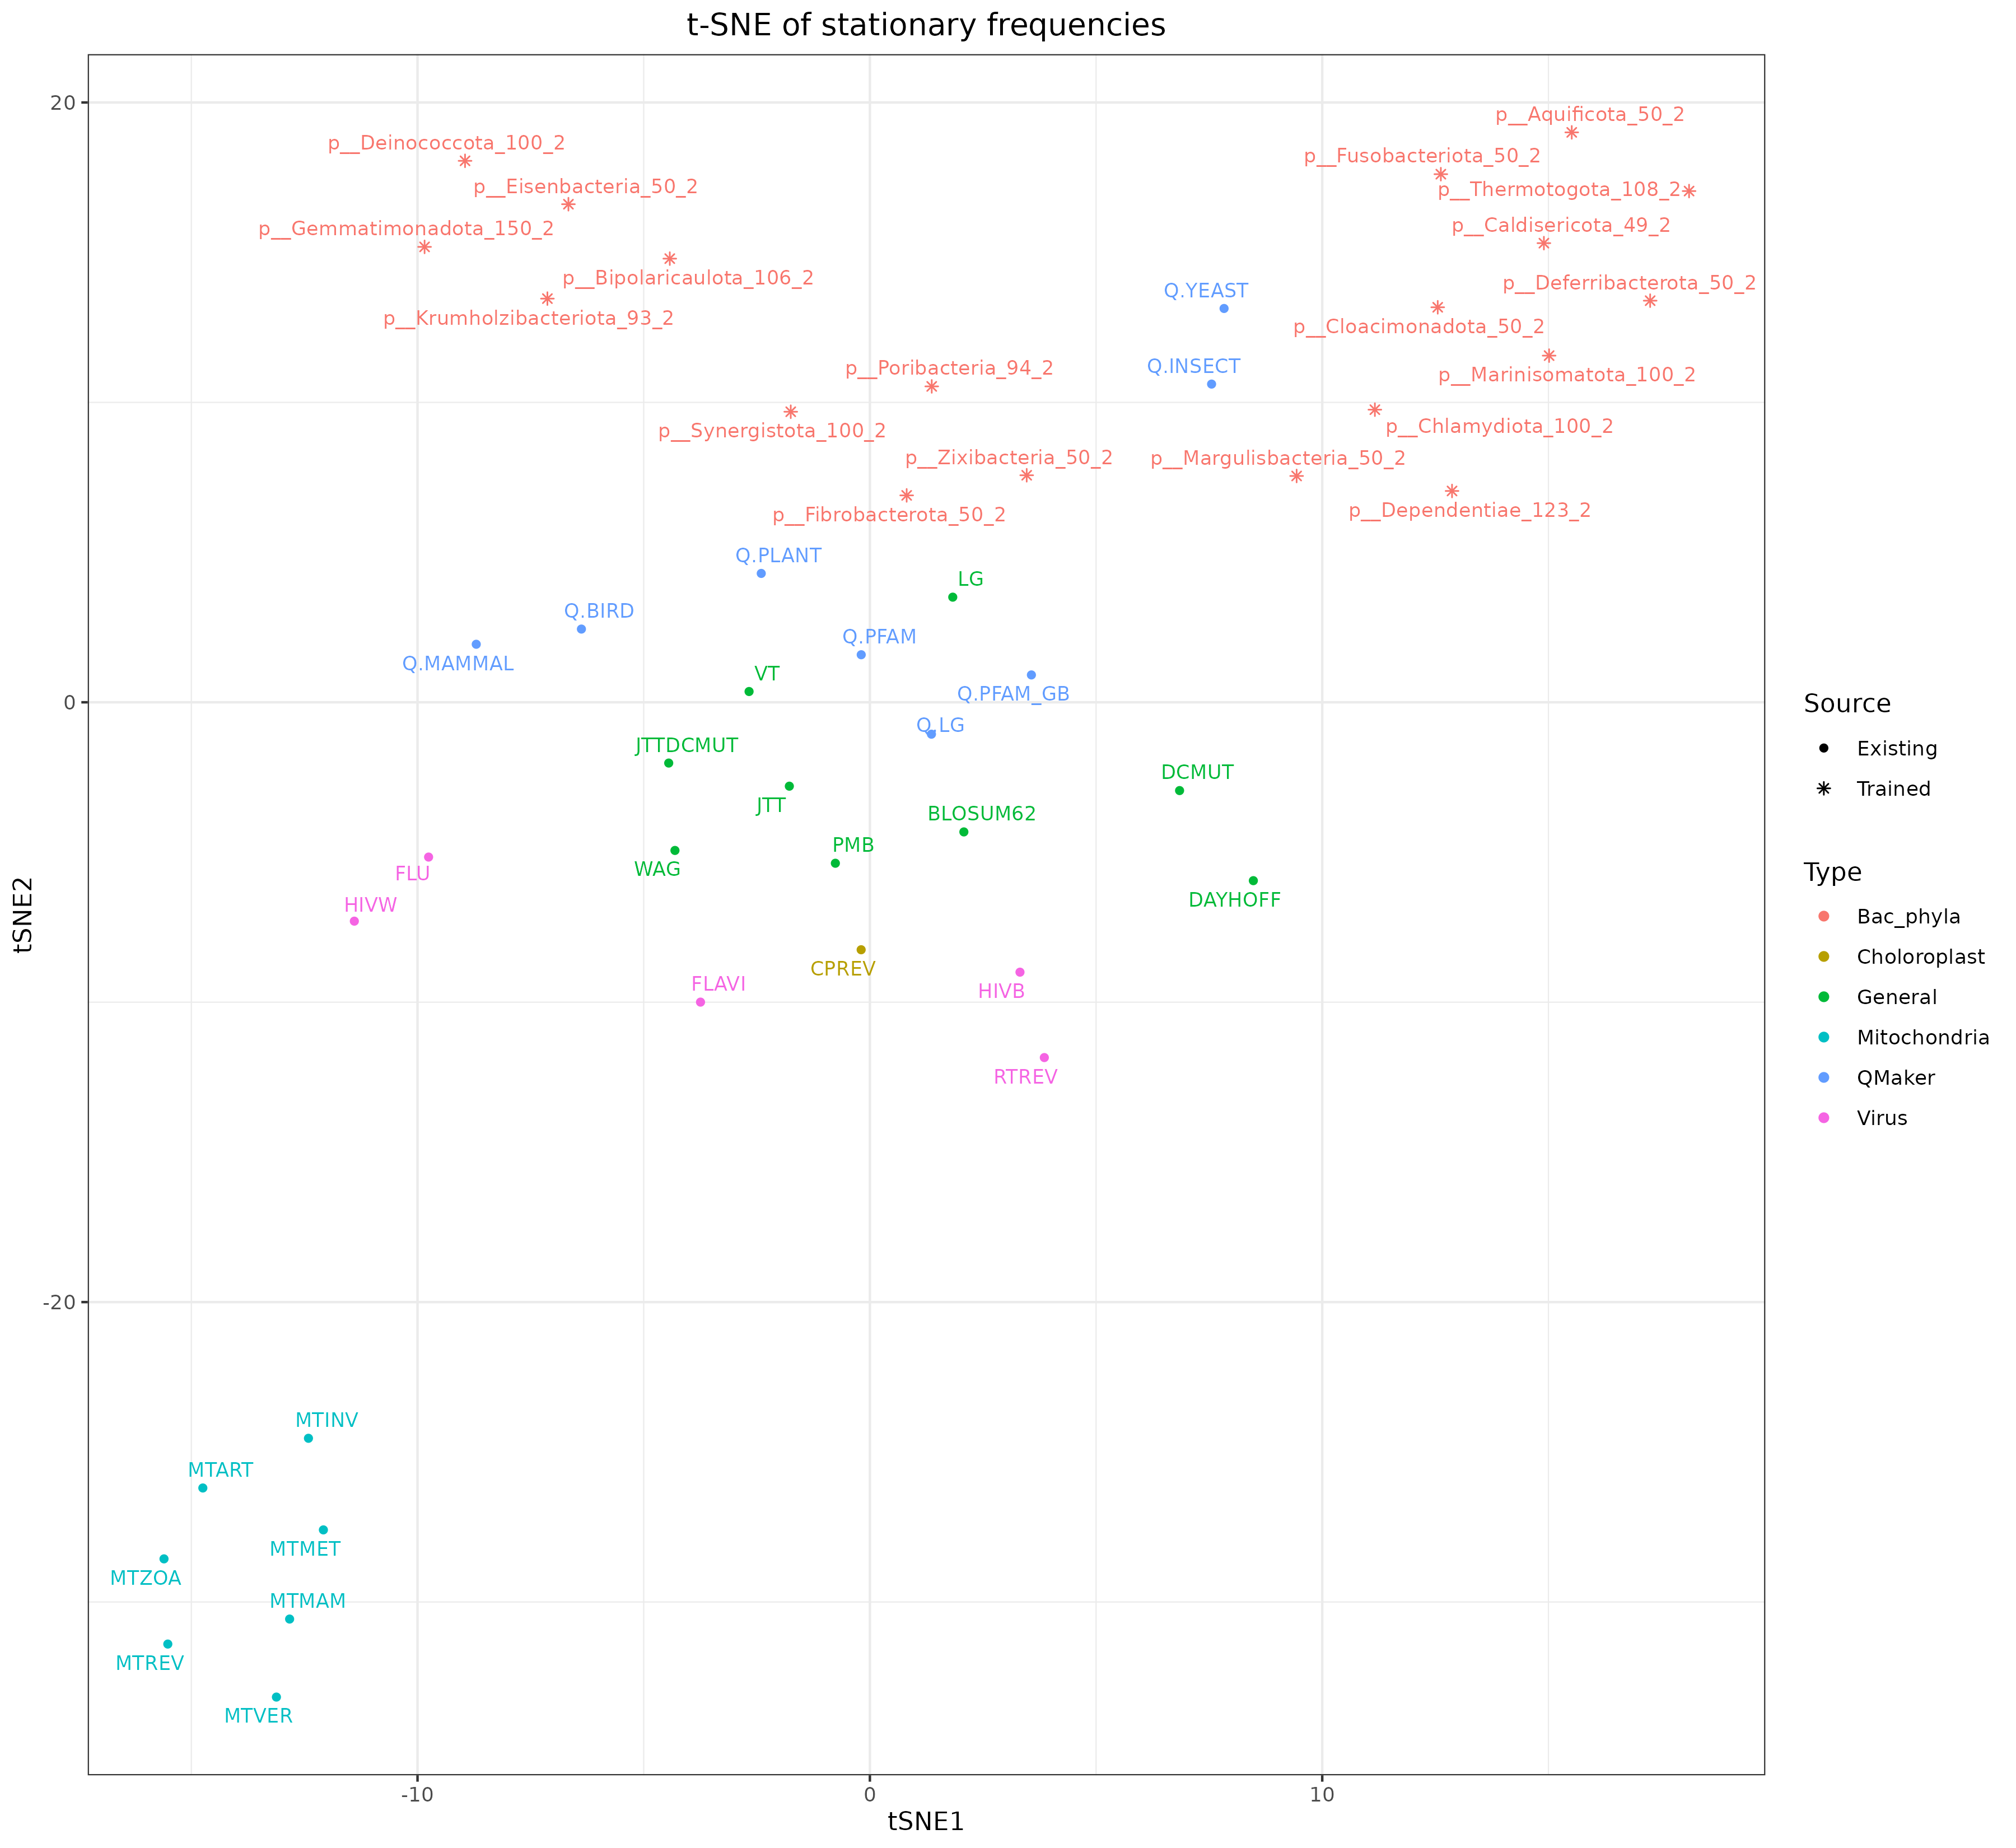 t-SNE of stationary frequencies
20
0
-20
tSNE2
p__Aquificota_50_2
p__Deinococcota_100_2
p__Fusobacteriota_50_2
p__Eisenbacteria_50_2
p__Thermotogota_108_2
p__Gemmatimonadota_150_2
p__Caldisericota_49_2
p__Bipolaricaulota_106_2
p__Deferribacterota_50_2
Q.YEAST
p__Krumholzibacteriota_93_2
p__Cloacimonadota_50_2
Q.INSECT
p__Poribacteria_94_2
p__Marinisomatota_100_2
p__Chlamydiota_100_2
p__Synergistota_100_2
p__Zixibacteria_50_2
p__Margulisbacteria_50_2
p__Dependentiae_123_2
p__Fibrobacterota_50_2
Q.PLANT
LG
Q.BIRD
Q.PFAM
Q.MAMMAL
VT
Q.PFAM_GB
Q.LG
JTTDCMUT
DCMUT
JTT
BLOSUM62
PMB
WAG
FLU
DAYHOFF
HIVW
CPREV
FLAVI
HIVB
RTREV
MTINV
MTART
MTMET
MTZOA
MTMAM
MTREV
MTVER
-10
0
10
tSNE1
Source
Existing
Trained
Type
Bac_phyla
Choloroplast
General
Mitochondria
QMaker
Virus